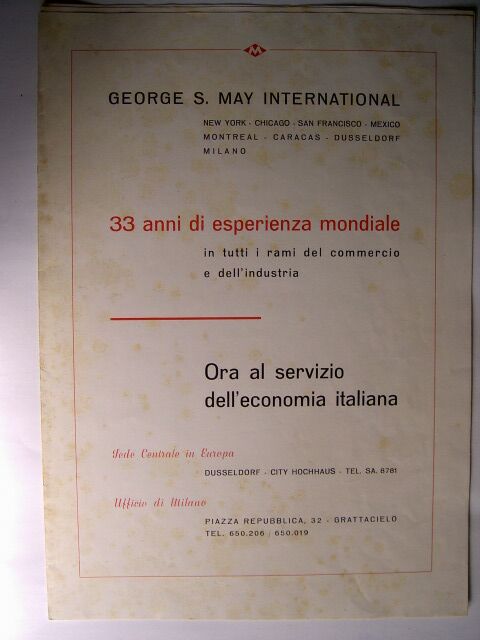 M
GEORGE S. MAY INTERNATIONAL
NEW YORK - CHICAGO - SAN FRANCISCO - MEXICO
MONTREAL - CARACAS - DUSSELDORF
MILANO
33 anni di esperienza mondiale
in tutti i rami del commercio
e dell'industria
Ora al servizio
dell'economia italiana
Sede Centrale in Europa
DUSSELDORF - CITY HOCHHAUS - TEL. SA. 8781
Ufficio di Milano
PIAZZA REPUBBLICA, 32 - GRATTACIELO
TEL. 650.206 / 650.019